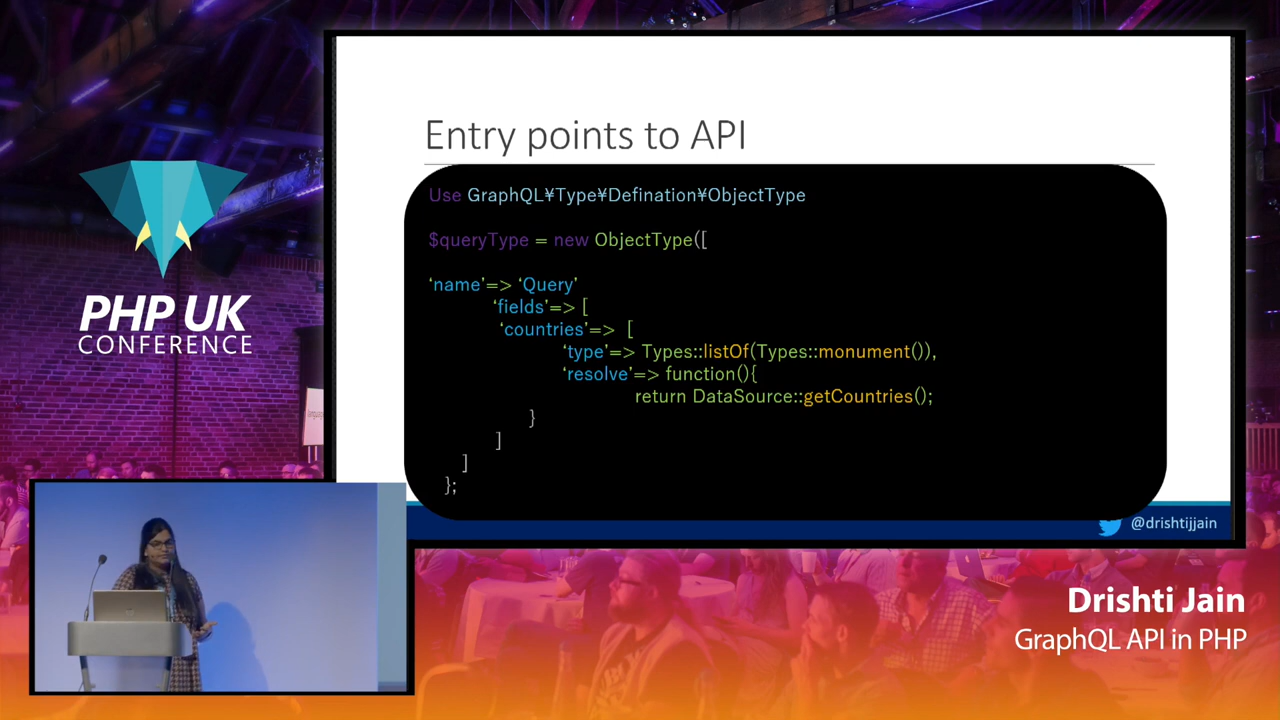 PHP UK
CONFERENCE
Entry points to API
Use GraphQL¥Type¥Defination¥ObjectType
$queryType = new ObjectType([
‘name’=> ‘Query’
‘fields’=> [
‘countries’=> [
‘type’=> Types::listOf(Types::monument()),
‘resolve’=> function(){
return DataSource::getCountries();
}
]
]
};
@drishtijjain
Drishti Jain
GraphQL API in PHP